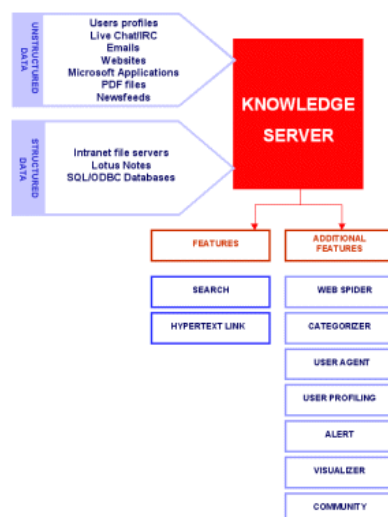 UNSTRUCTURED
DATA
Users profiles
Live Chat/IRC
Emails
Websites
Microsoft Applications
PDF files
Newsfeeds
STRUCTURED
DATA
Intranet file servers
Lotus Notes
SQL/ODBC Databases
KNOWLEDGE
SERVER
FEATURES
SEARCH
HYPERTEXT LINK
ADDITIONAL
FEATURES
WEB SPIDER
CATEGORIZER
USER AGENT
USER PROFILING
ALERT
VISUALIZER
COMMUNITY